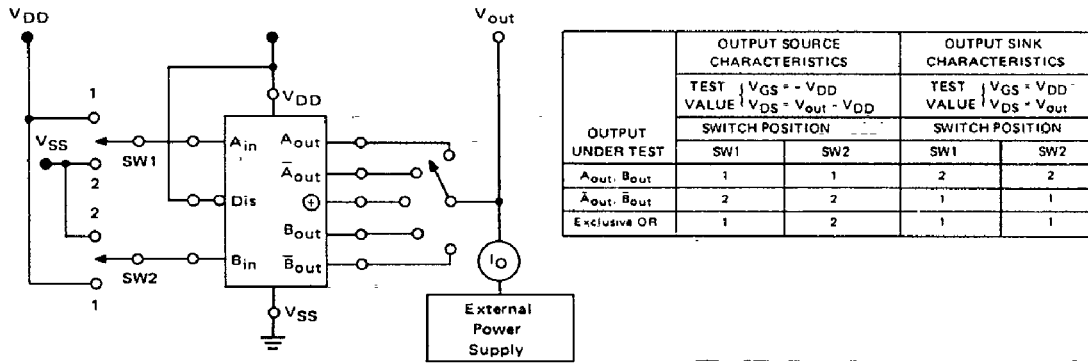 VDD
Vout
1
VSS
SW1
2
2
SW2
1
VDD
Ain
Aout
Āout
Dis
⊕
Bout
Bin
B̄out
VSS
IO
External
Power
Supply
OUTPUT SOURCE CHARACTERISTICS
OUTPUT SINK CHARACTERISTICS
TEST VALUE { VGS = - VDD
VDS = Vout - VDD
TEST VALUE { VGS = VDD
VDS = Vout
OUTPUT UNDER TEST
SWITCH POSITION
SWITCH POSITION
SW1 SW2 SW1 SW2
Aout, Bout 1 1 2 2
Āout, B̄out 2 2 1 1
Exclusive OR 1 2 1 1